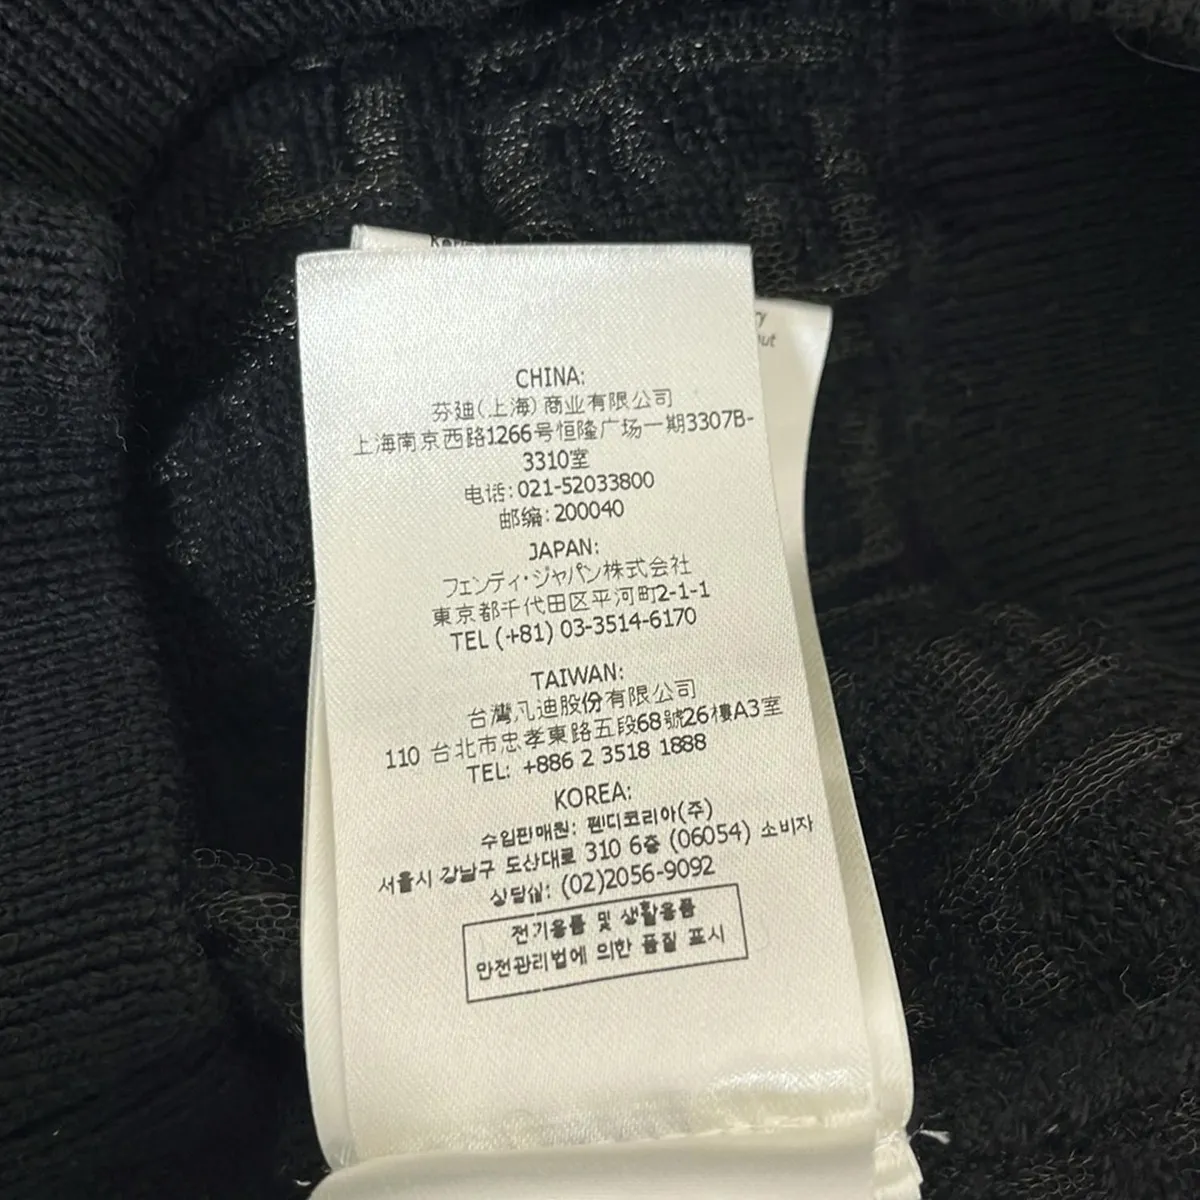 CHINA:
芬廸(上海)商业有限公司
上海南京西路1266号恒隆广场一期3307B-
3310室
电话:021-52033800
邮编:200040
JAPAN:
フェンディ・ジャパン株式会社
東京都千代田区平河町2-1-1
TEL (+81) 03-3514-6170
TAIWAN:
台灣凡迪股份有限公司
110 台北市忠孝東路五段68號26樓A3室
TEL: +886 2 3518 1888
KOREA:
수입판매원: 펜디코리아(주)
서울시 강남구 도산대로 310 6층 (06054) 소비자
상담실: (02)2056-9092
전기용품 및 생활용품
안전관리법에 의한 품질 표시